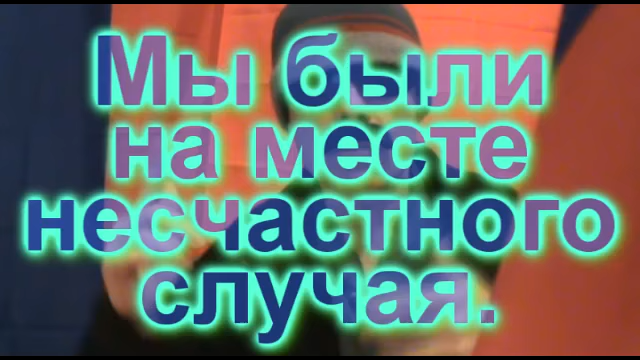 Мы были
на месте
несчастного
случая.